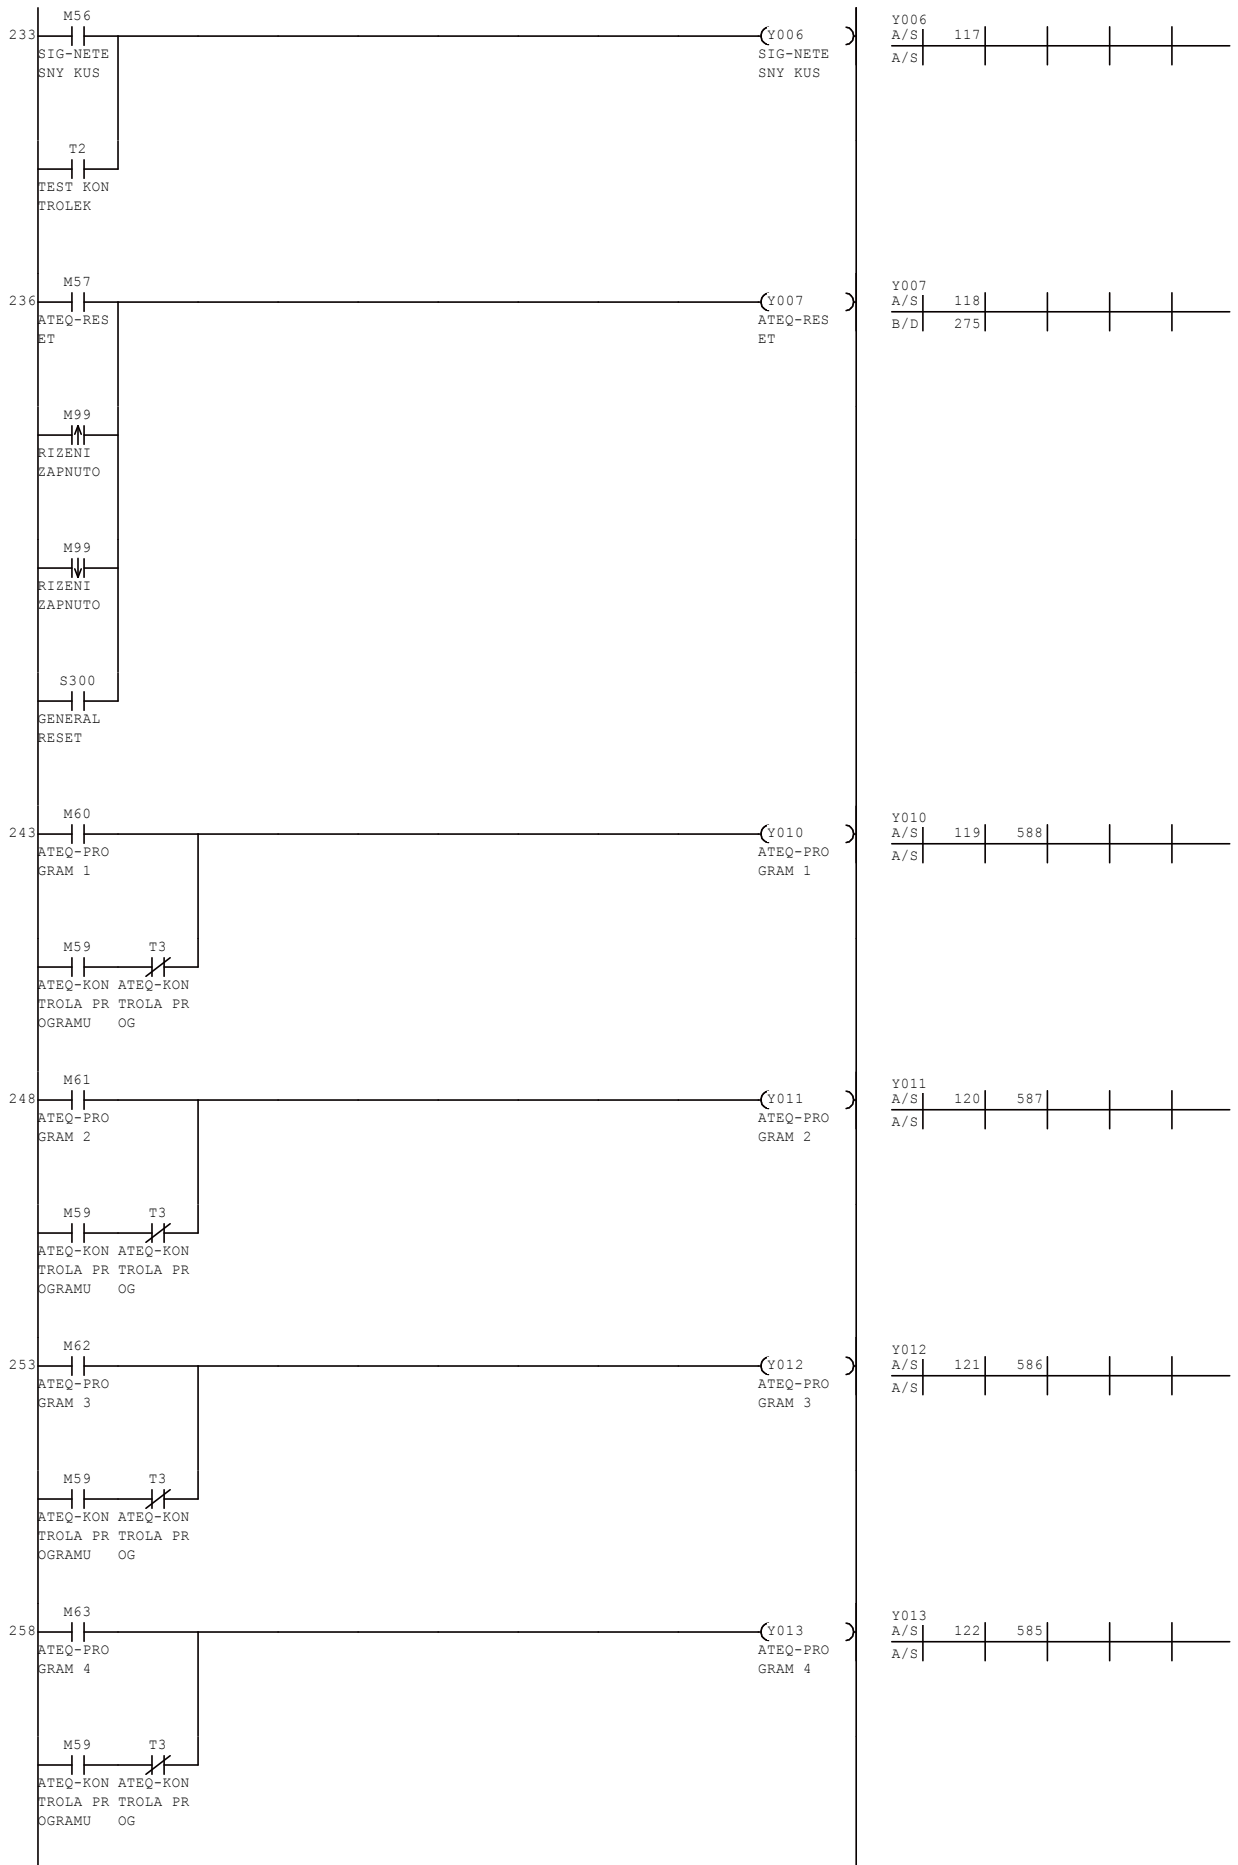 M56
233
Y006
SIG-NETE
SNY KUS
SIG-NETE
SNY KUS
Y006
A/S 117
A/S
T2
TEST KON
TROLEK
M57
236
Y007
ATEQ-RES
ET
ATEQ-RES
ET
Y007
A/S 118
B/D 275
M99
RIZENI
ZAPNUTO
M99
RIZENI
ZAPNUTO
S300
GENERAL
RESET
M60
243
Y010
ATEQ-PRO
GRAM 1
ATEQ-PRO
GRAM 1
Y010
A/S 119 588
A/S
M59 T3
ATEQ-KON ATEQ-KON
TROLA PR TROLA PR
OGRAMU OG
M61
248
Y011
ATEQ-PRO
GRAM 2
ATEQ-PRO
GRAM 2
Y011
A/S 120 587
A/S
M59 T3
ATEQ-KON ATEQ-KON
TROLA PR TROLA PR
OGRAMU OG
M62
253
Y012
ATEQ-PRO
GRAM 3
ATEQ-PRO
GRAM 3
Y012
A/S 121 586
A/S
M59 T3
ATEQ-KON ATEQ-KON
TROLA PR TROLA PR
OGRAMU OG
M63
258
Y013
ATEQ-PRO
GRAM 4
ATEQ-PRO
GRAM 4
Y013
A/S 122 585
A/S
M59 T3
ATEQ-KON ATEQ-KON
TROLA PR TROLA PR
OGRAMU OG